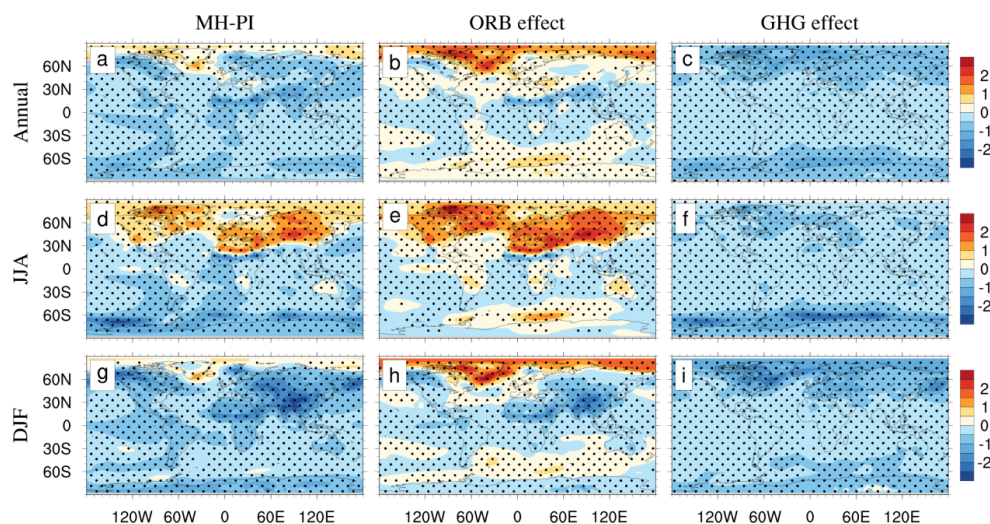 MH-PI ORB effect GHG effect
Annual
60N
30N
0
30S
60S
a b c
2
1
0
-1
-2
JJA
60N
30N
0
30S
60S
d e f
2
1
0
-1
-2
DJF
60N
30N
0
30S
60S
g h i
2
1
0
-1
-2
120W 60W 0 60E 120E 120W 60W 0 60E 120E 120W 60W 0 60E 120E